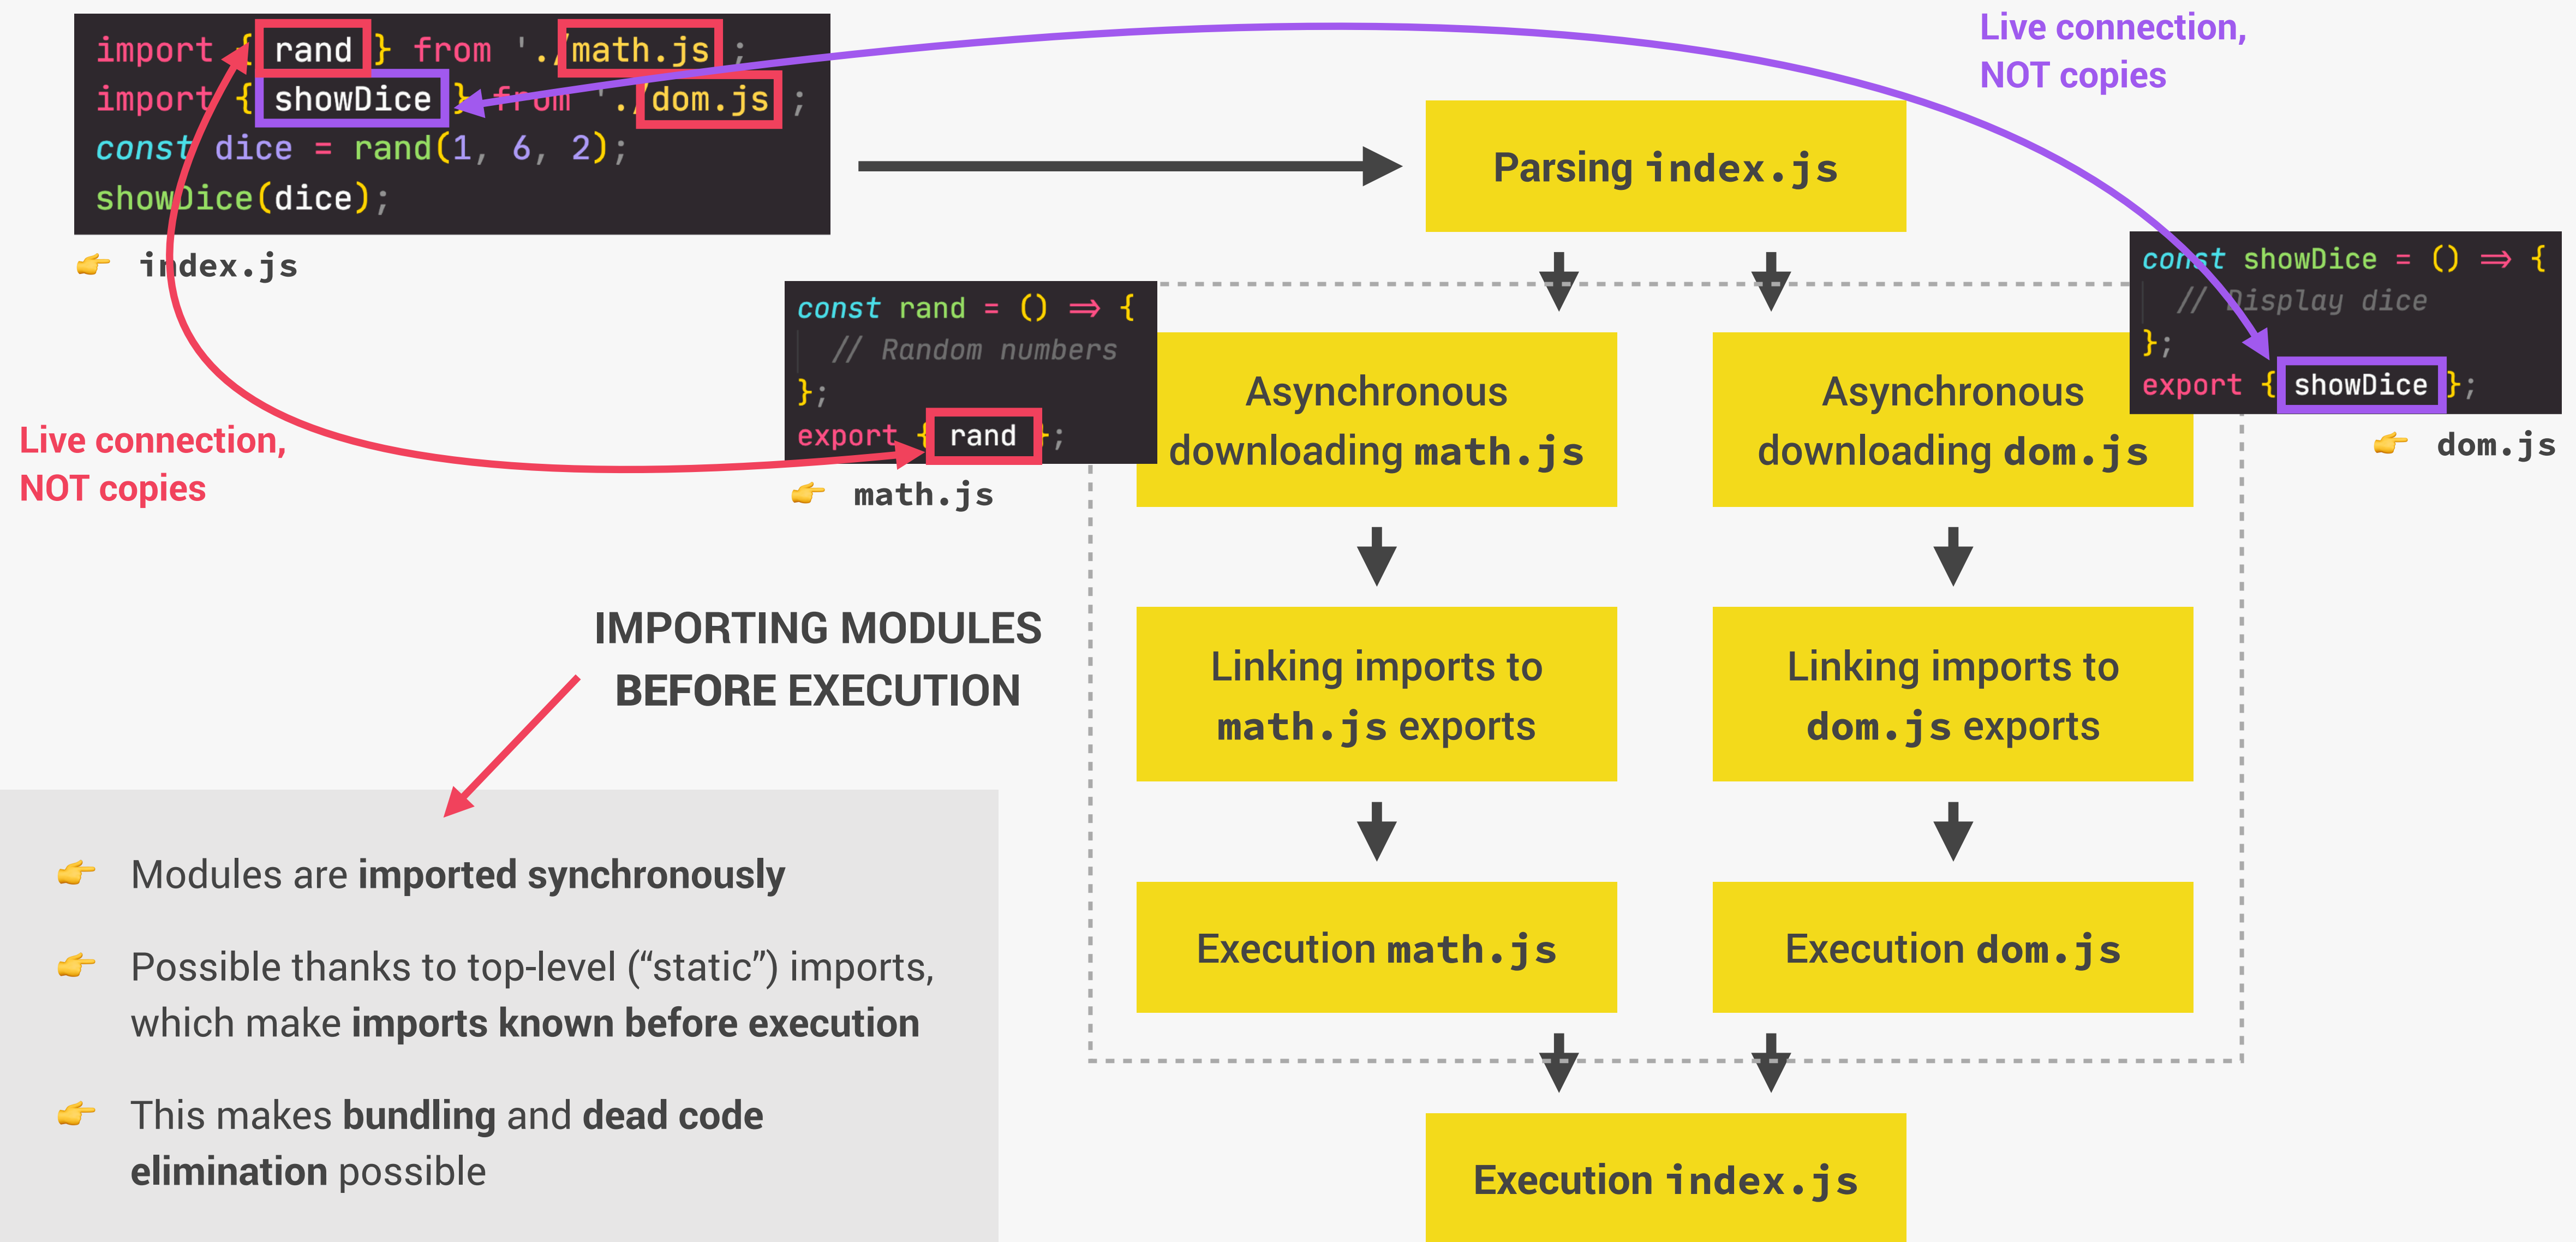 import { rand } from './math.js';
import { showDice } from './dom.js';
const dice = rand(1, 6, 2);
showDice(dice);
👉 index.js
Live connection,
NOT copies
Parsing index.js
const rand = () => {
// Random numbers
};
export { rand };
👉 math.js
const showDice = () => {
// Display dice
};
export { showDice };
👉 dom.js
Live connection,
NOT copies
Asynchronous
downloading math.js
Asynchronous
downloading dom.js
Linking imports to
math.js exports
Linking imports to
dom.js exports
Execution math.js
Execution dom.js
Execution index.js
IMPORTING MODULES
BEFORE EXECUTION
👉 Modules are imported synchronously
👉 Possible thanks to top-level (“static”) imports,
which make imports known before execution
👉 This makes bundling and dead code
elimination possible